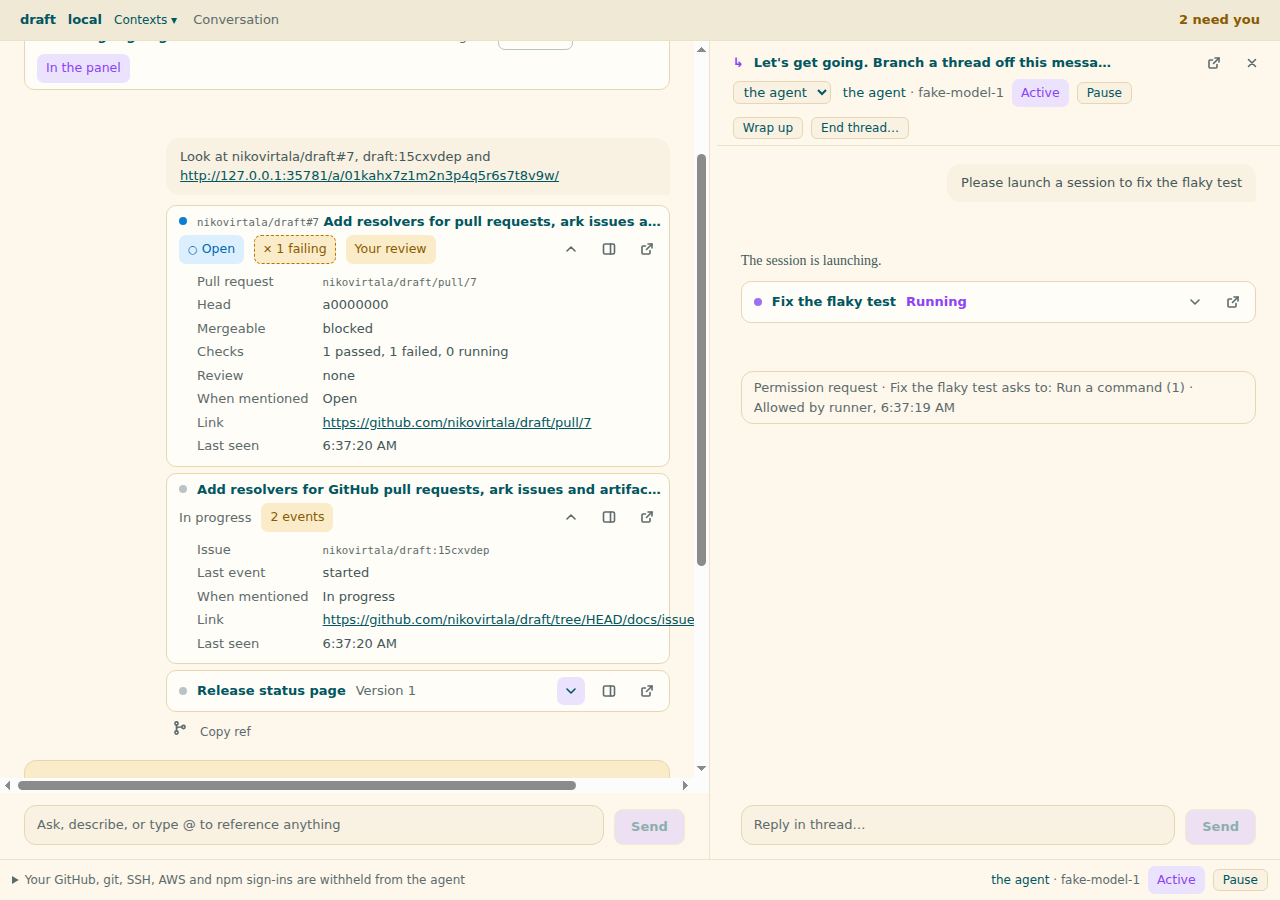 draft local Contexts ▾ Conversation
2 need you
In the panel
Look at nikovirtala/draft#7, draft:15cxvdep and
http://127.0.0.1:35781/a/01kahx7z1m2n3p4q5r6s7t8v9w/
nikovirtala/draft#7 Add resolvers for pull requests, ark issues a…
○ Open × 1 failing Your review
Pull request nikovirtala/draft/pull/7
Head a0000000
Mergeable blocked
Checks 1 passed, 1 failed, 0 running
Review none
When mentioned Open
Link https://github.com/nikovirtala/draft/pull/7
Last seen 6:37:20 AM
Add resolvers for GitHub pull requests, ark issues and artifac…
In progress 2 events
Issue nikovirtala/draft:15cxvdep
Last event started
When mentioned In progress
Link https://github.com/nikovirtala/draft/tree/HEAD/docs/issue
Last seen 6:37:20 AM
Release status page Version 1
Copy ref
Ask, describe, or type @ to reference anything
Send
↳ Let's get going. Branch a thread off this messa…
the agent the agent · fake-model-1 Active Pause
Wrap up End thread…
Please launch a session to fix the flaky test
The session is launching.
Fix the flaky test Running
Permission request · Fix the flaky test asks to: Run a command (1) ·
Allowed by runner, 6:37:19 AM
Reply in thread…
Send
▶ Your GitHub, git, SSH, AWS and npm sign-ins are withheld from the agent
the agent · fake-model-1 Active Pause